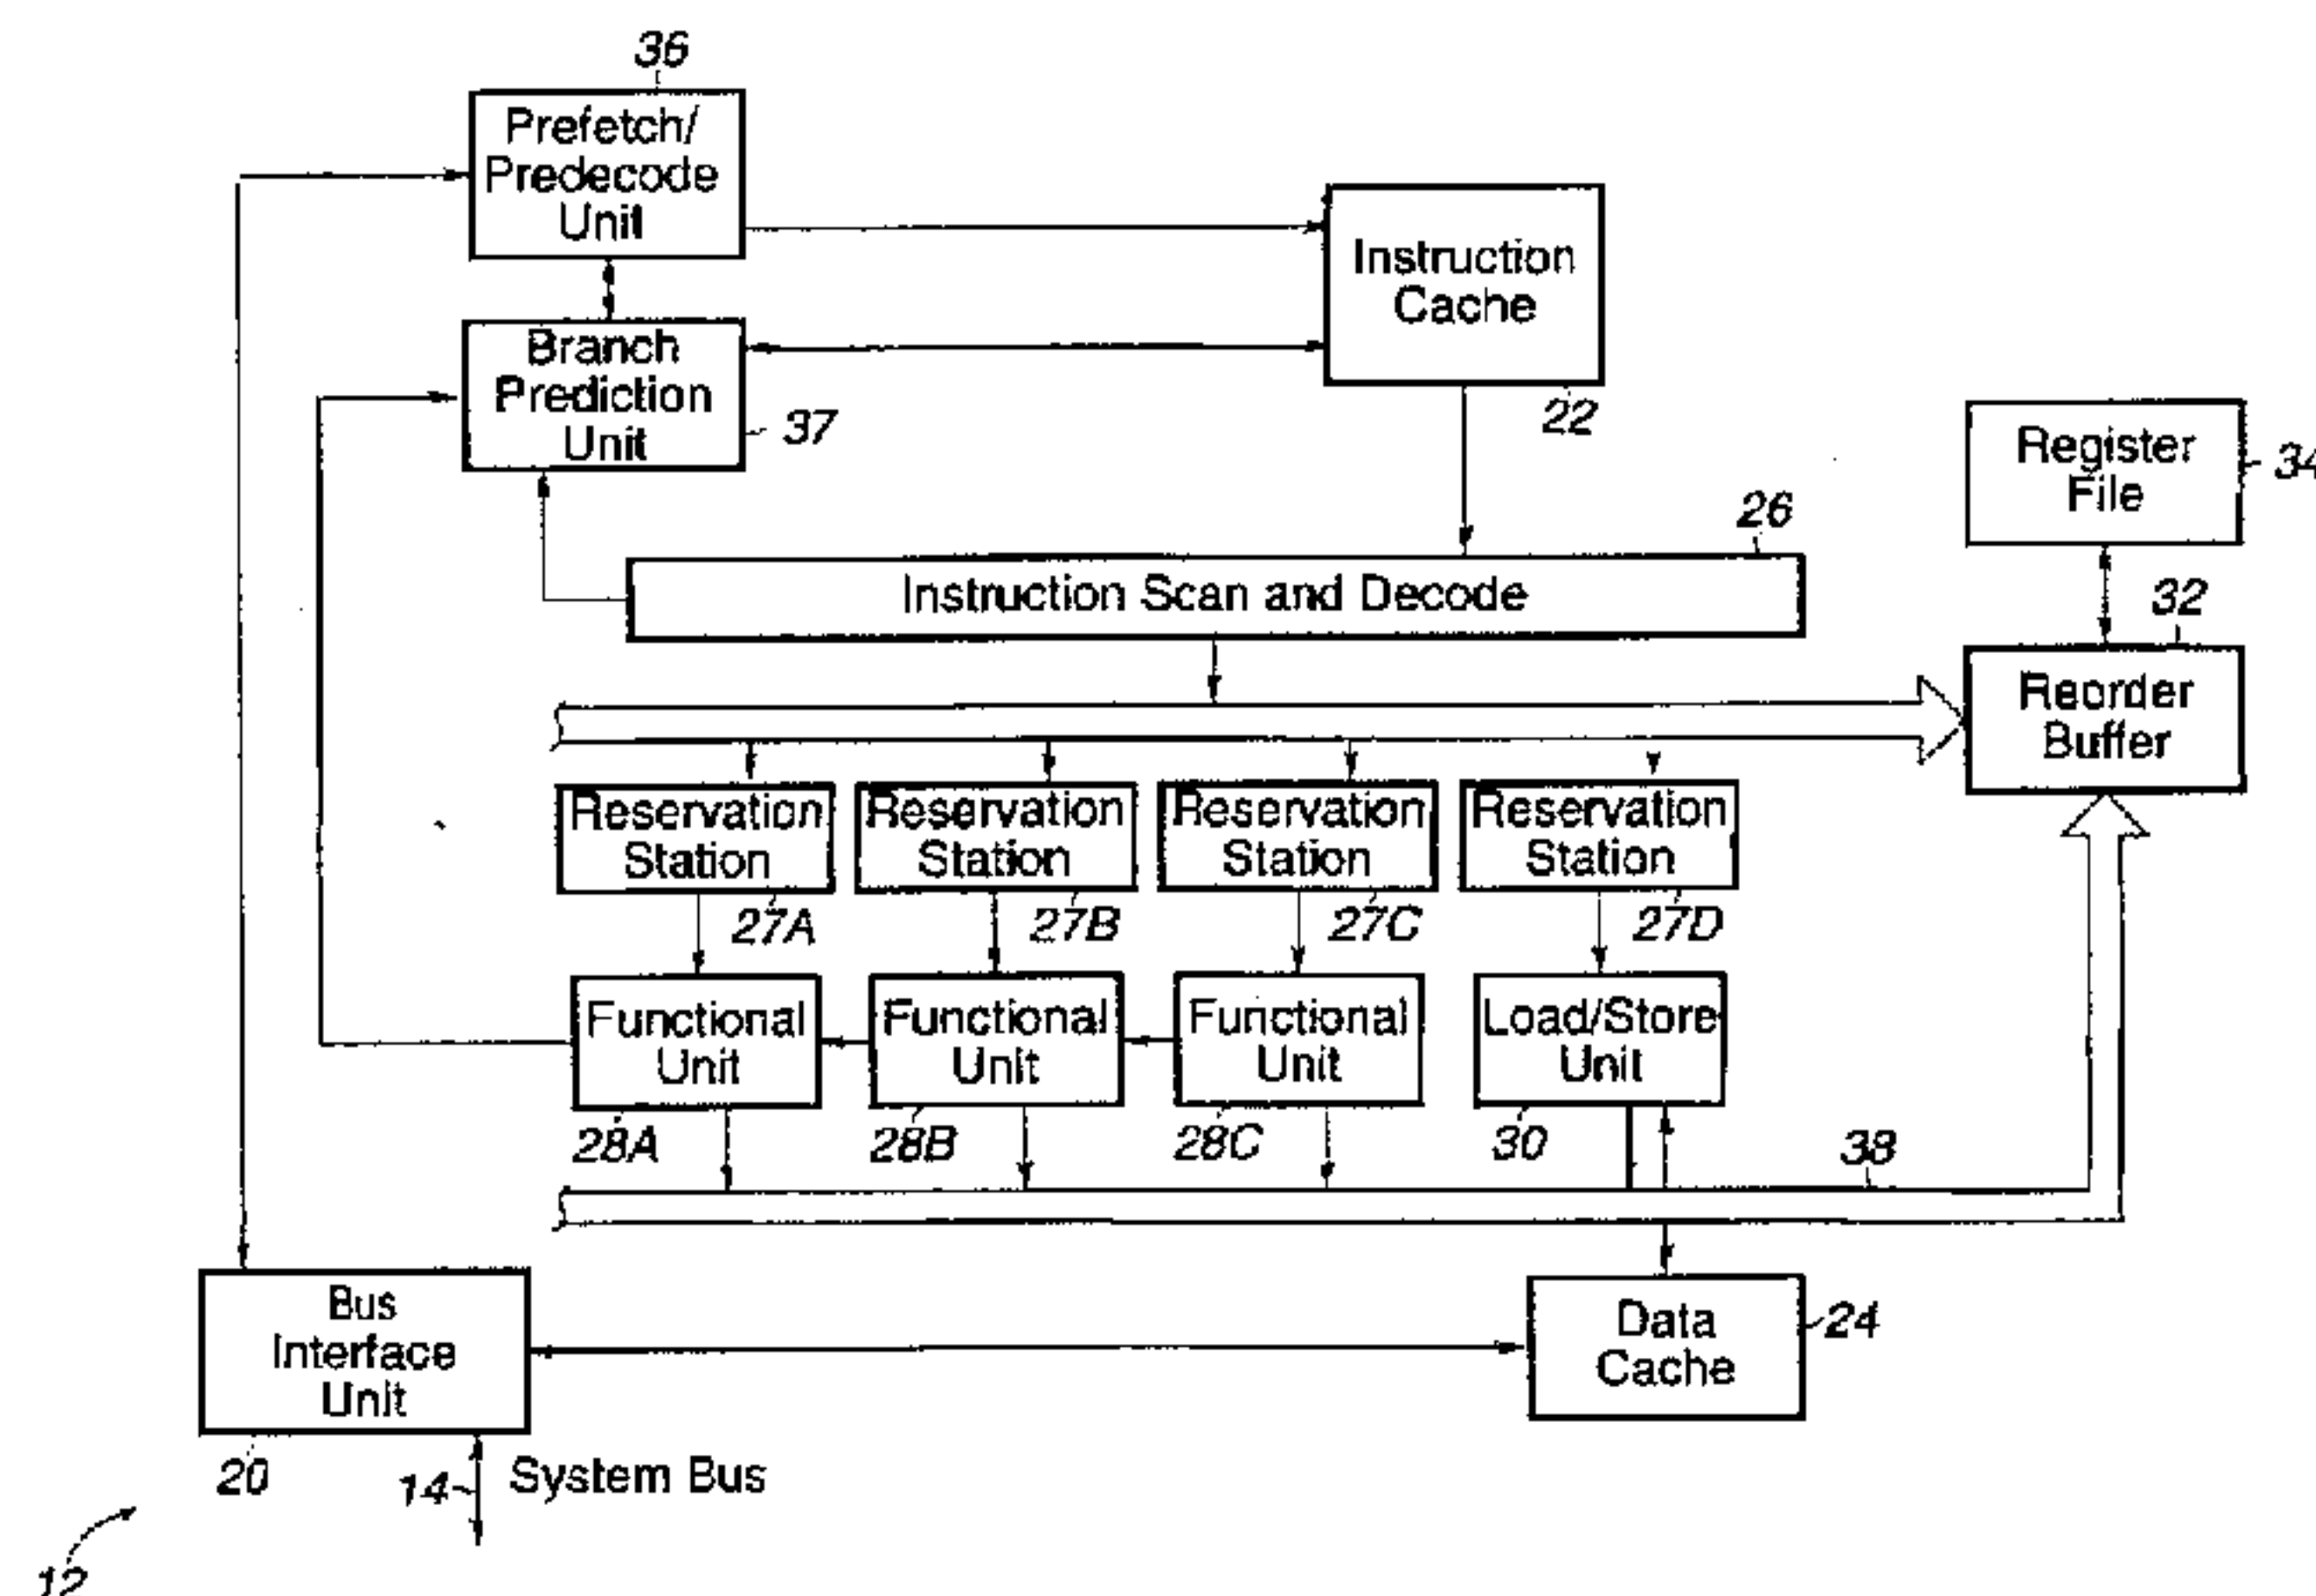 36
Prefetch/
Predecode
Unit
Instruction
Cache
22
Branch
Prediction
Unit
37
Register
File
34
26
Instruction Scan and Decode
32
Reorder
Buffer
Reservation
Station
27A
Reservation
Station
27B
Reservation
Station
27C
Reservation
Station
27D
Functional
Unit
28A
Functional
Unit
28B
Functional
Unit
28C
Load/Store
Unit
30
38
Bus
Interface
Unit
20
Data
Cache
24
14
System Bus
12